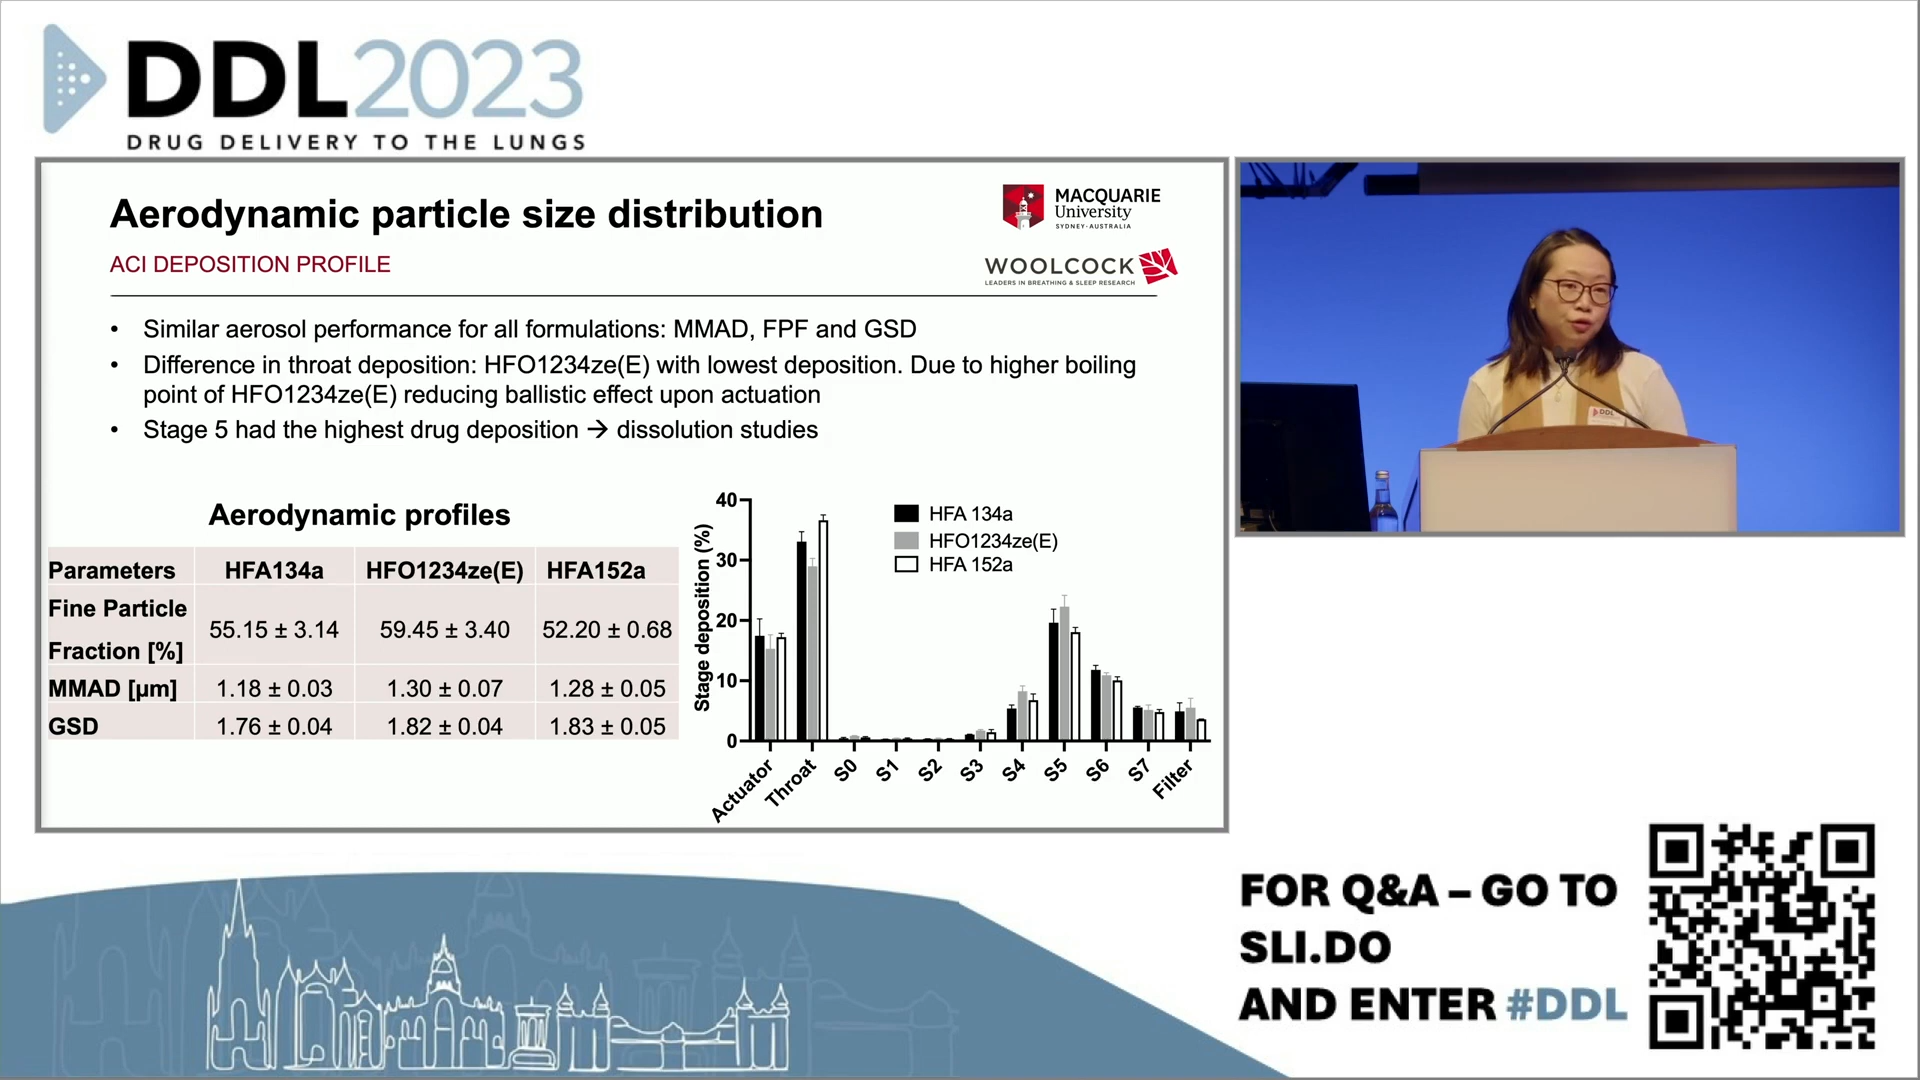 DDL2023
DRUG DELIVERY TO THE LUNGS
Aerodynamic particle size distribution
ACI DEPOSITION PROFILE
MACQUARIE
University
SYDNEY·AUSTRALIA
WOOLCOCK
LEADERS IN BREATHING & SLEEP RESEARCH
• Similar aerosol performance for all formulations: MMAD, FPF and GSD
• Difference in throat deposition: HFO1234ze(E) with lowest deposition. Due to higher boiling
point of HFO1234ze(E) reducing ballistic effect upon actuation
• Stage 5 had the highest drug deposition → dissolution studies
Aerodynamic profiles
Parameters HFA134a HFO1234ze(E) HFA152a
Fine Particle
Fraction [%] 55.15 ± 3.14 59.45 ± 3.40 52.20 ± 0.68
MMAD [µm] 1.18 ± 0.03 1.30 ± 0.07 1.28 ± 0.05
GSD 1.76 ± 0.04 1.82 ± 0.04 1.83 ± 0.05
Stage deposition (%)
40
30
20
10
0
HFA 134a
HFO1234ze(E)
HFA 152a
Actuator Throat S0 S1 S2 S3 S4 S5 S6 S7 Filter
DDL
FOR Q&A – GO TO
SLI.DO
AND ENTER #DDL